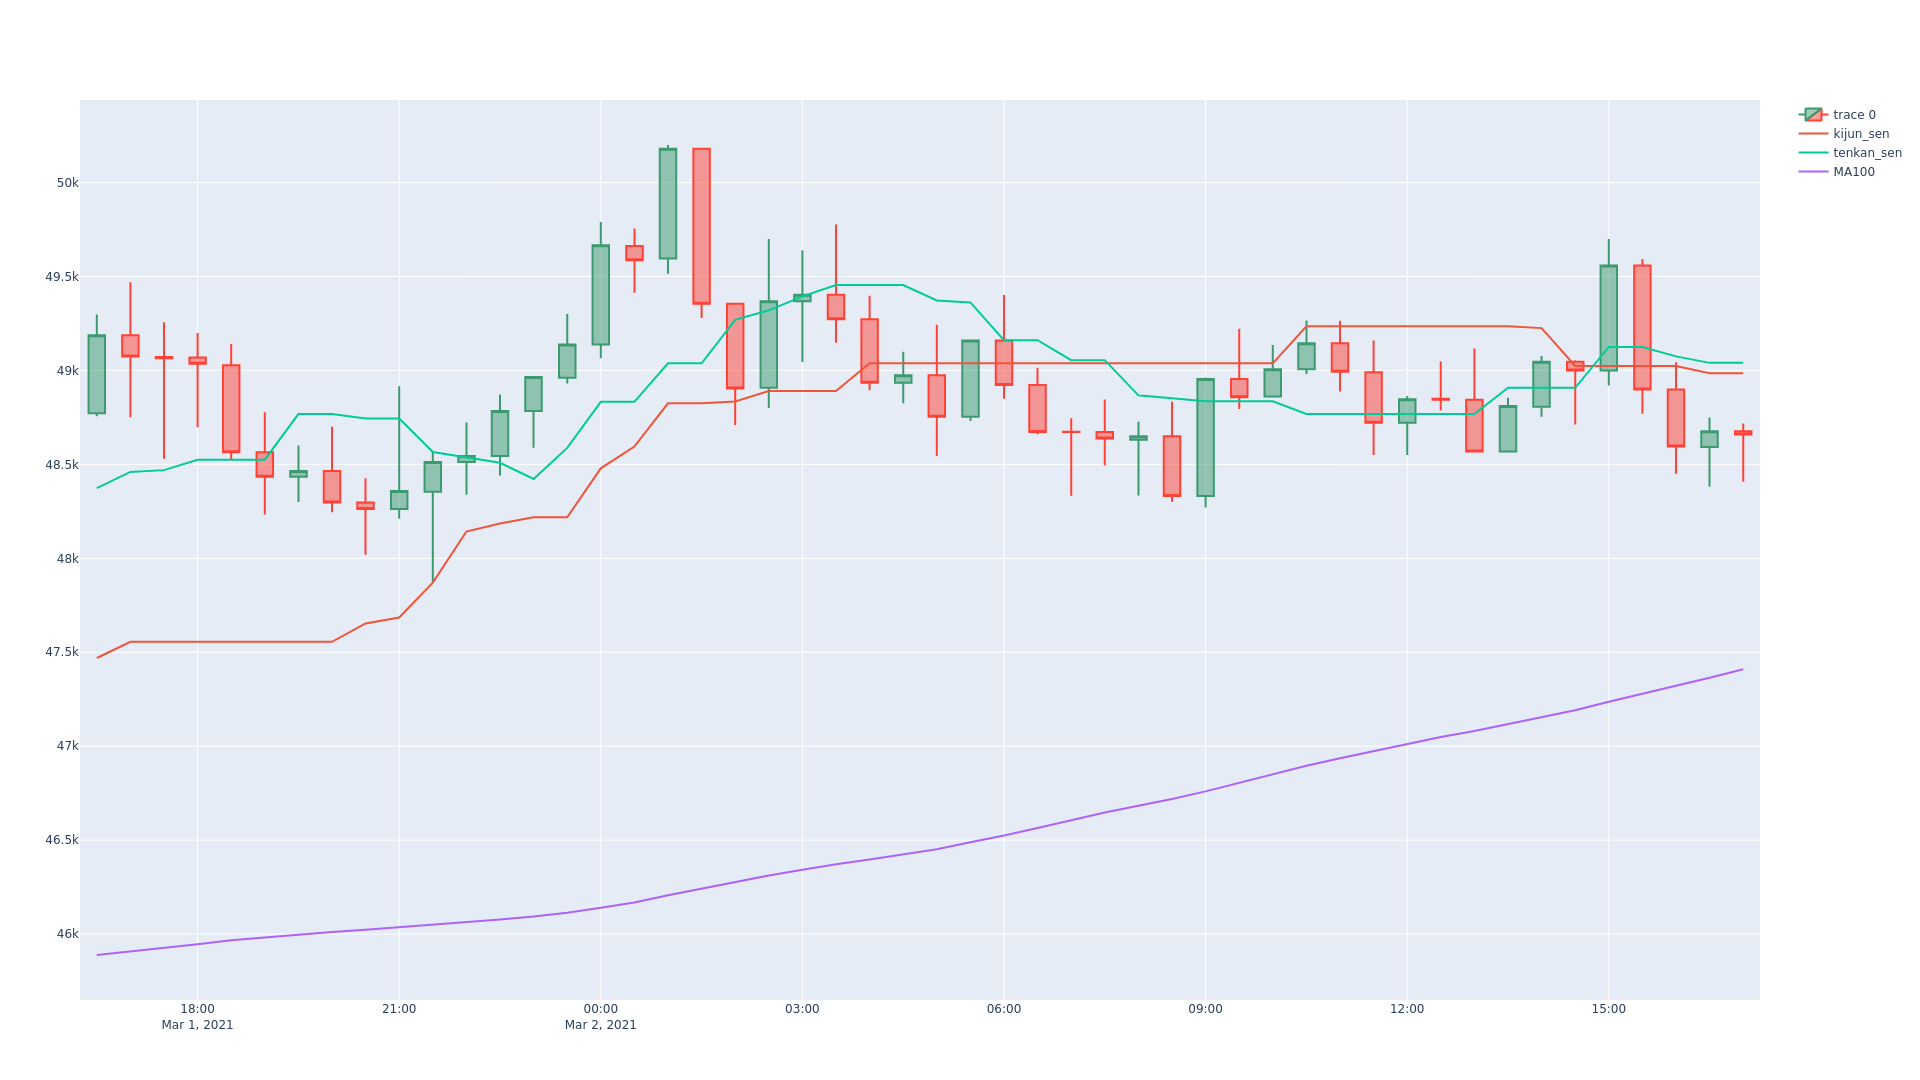 trace 0
kijun_sen
tenkan_sen
MA100
50k
49.5k
49k
48.5k
48k
47.5k
47k
46.5k
46k
18:00 21:00 00:00 03:00 06:00 09:00 12:00 15:00
Mar 1, 2021 Mar 2, 2021